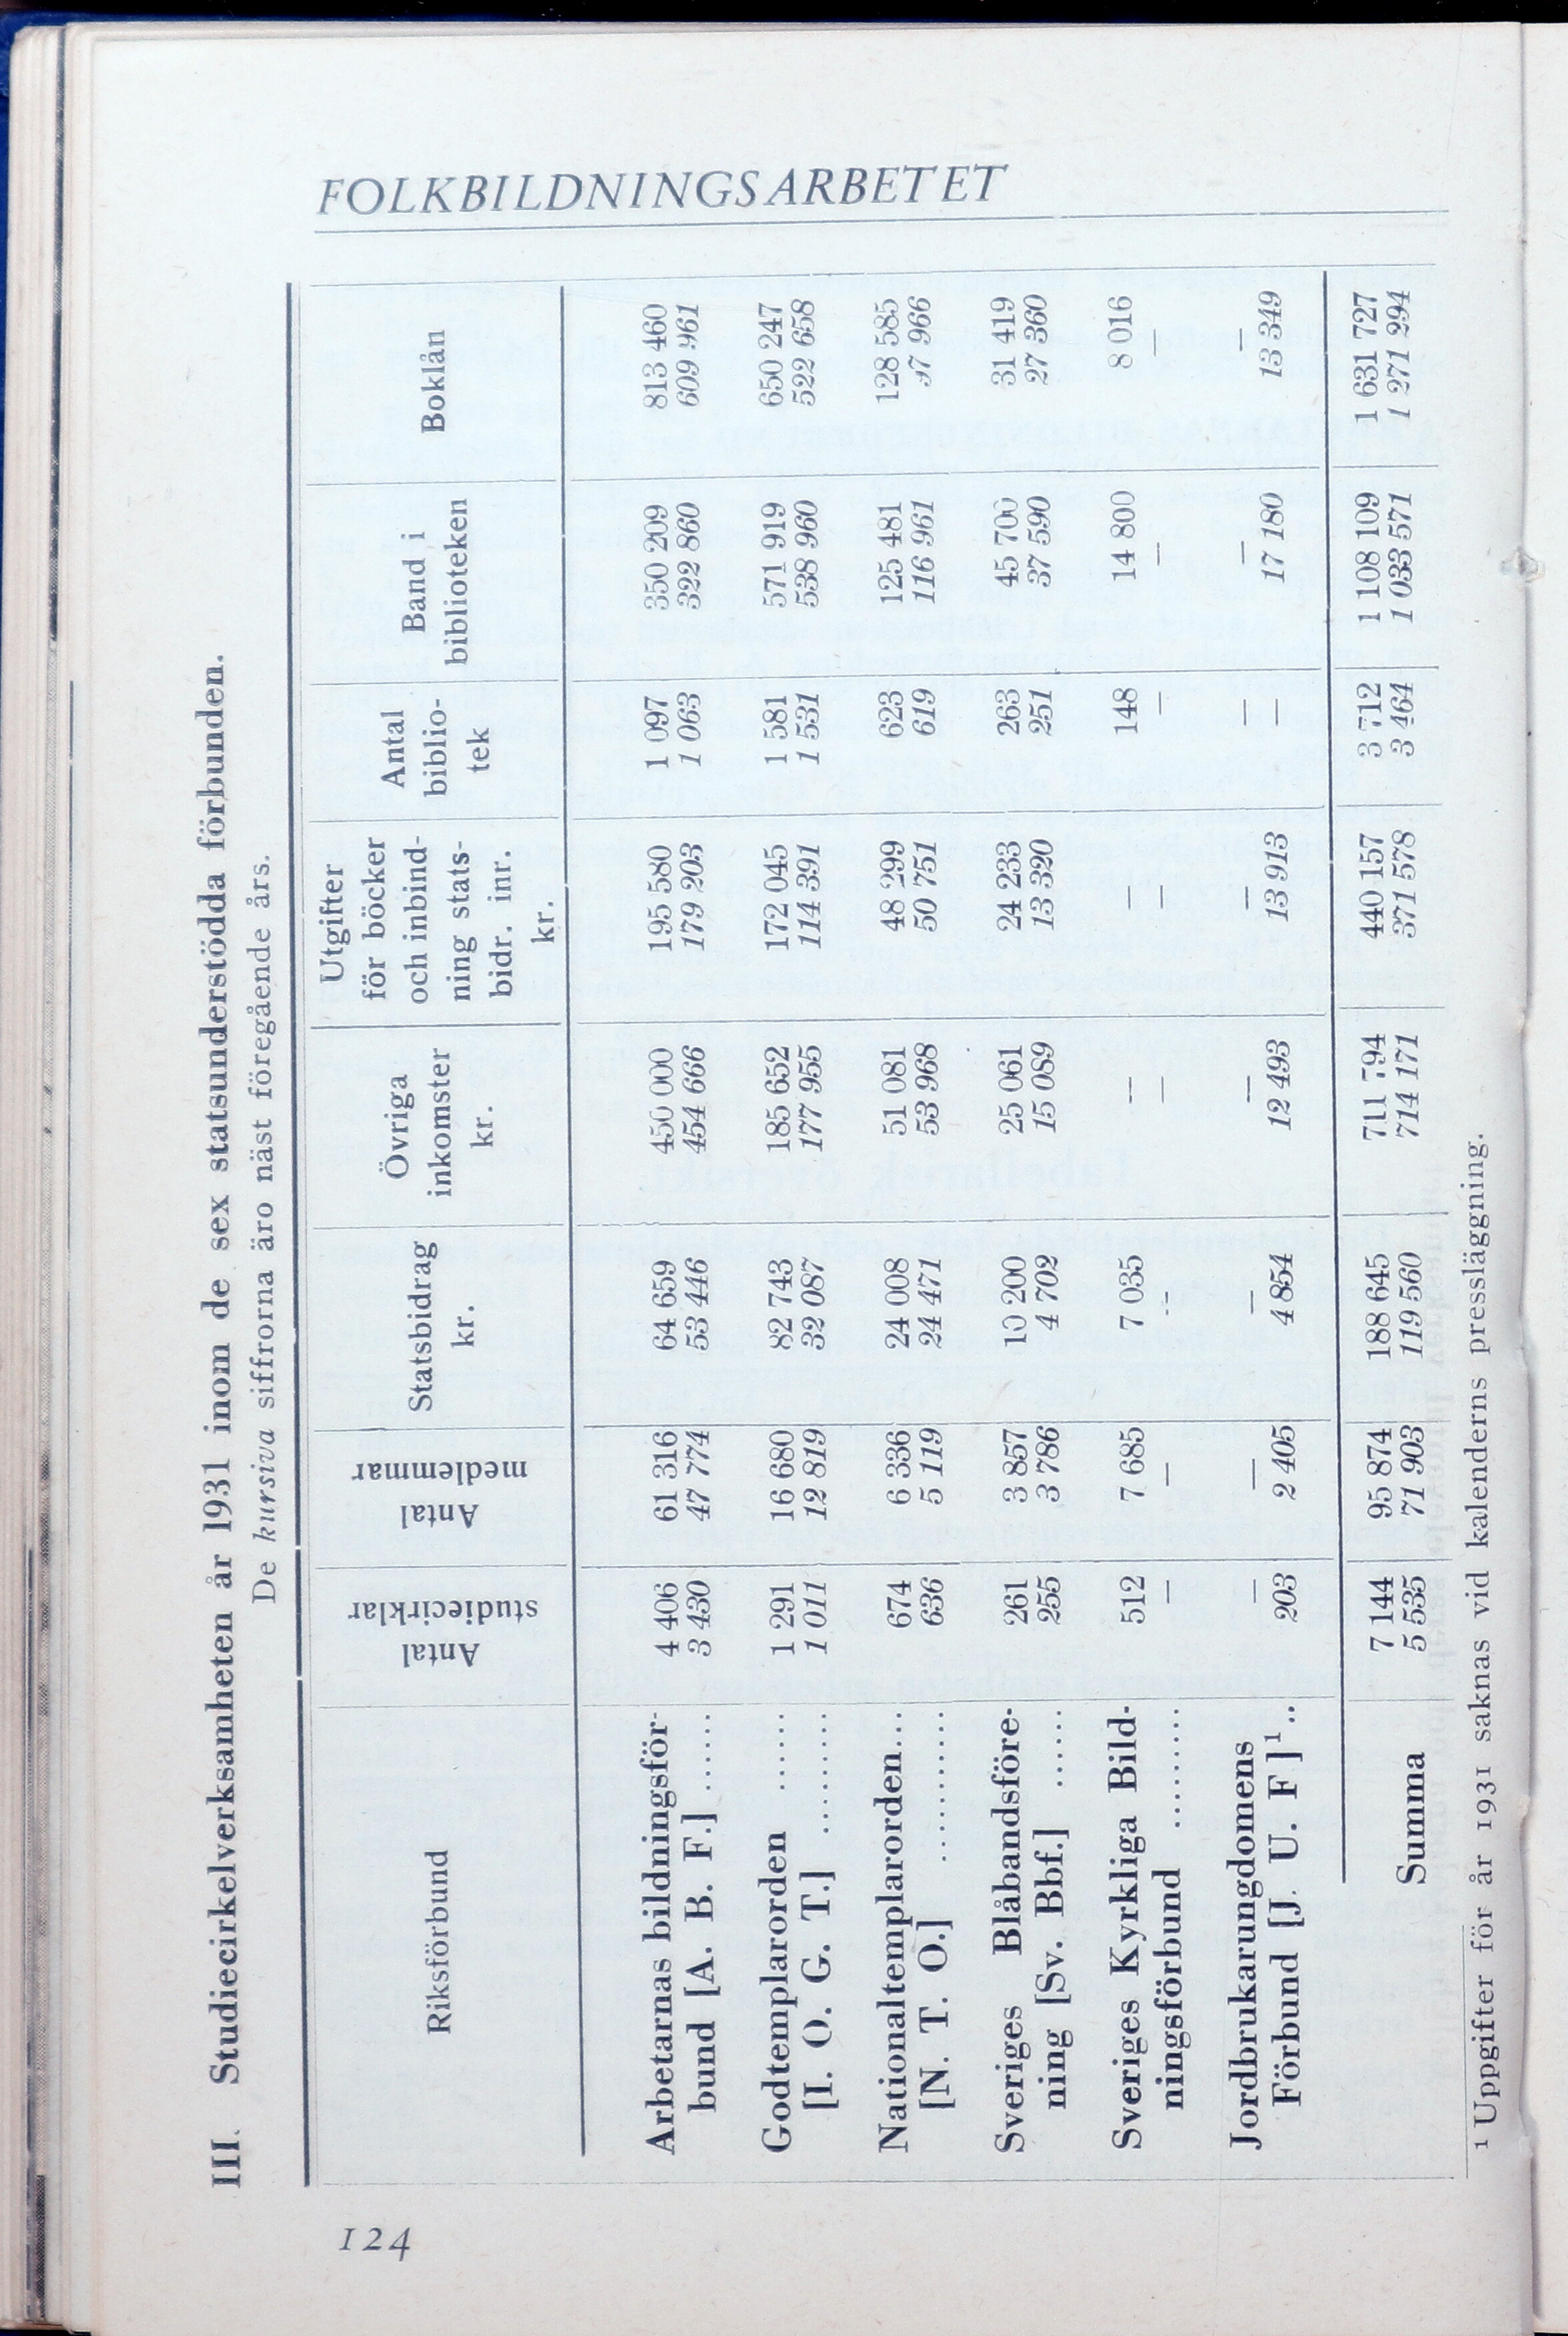 FOLKBILDNINGSARBETET
III. Studiecirkelverksamheten år 1931 inom de sex statsunderstödda förbunden.
De kursiva siffrorna äro näst föregående års.
Riksförbund
Antal
studiecirklar
Antal
medlemmar
Statsbidrag
kr.
Övriga
inkomster
kr.
Utgifter
för böcker
och inbind-
ning stats-
bidr. inr.
kr.
Antal
biblio-
tek
Band i
biblioteken
Boklån
Arbetarnas bildningsför- 4 406 61 316 64 659 450 000 195 580 1 097 350 209 813 460
bund [A. B. F.] ...... 3 430 47 774 53 446 454 666 179 203 1 063 322 860 609 961
Godtemplarorden ...... 1 291 16 680 82 743 185 652 172 045 1 581 571 919 650 247
[I. O. G. T.] .......... 1 011 12 819 32 087 177 955 114 391 1 531 538 960 522 658
Nationaltemplarorden.... 674 6 336 24 008 51 081 48 299 623 125 481 128 585
[N. T. O.] ............ 636 5 119 24 471 53 968 50 751 619 116 961 97 966
Sveriges Blåbandsföre- 261 3 857 10 200 25 061 24 233 263 45 700 31 419
ning [Sv. Bbf.] ...... 255 3 786 4 702 15 089 13 320 251 37 590 27 360
Sveriges Kyrkliga Bild- 512 7 685 7 035 — — 148 14 800 8 016
ningsförbund .......... — — — — — — — —
Jordbrukarungdomens — — — — — — — —
Förbund [J. U. F]¹ .. 203 2 405 4 854 12 493 13 913 — 17 180 13 349
7 144 95 874 188 645 711 794 440 157 3 712 1 108 109 1 631 727
Summa 5 535 71 903 119 560 714 171 371 578 3 464 1 033 571 1 271 294
¹ Uppgifter för år 1931 saknas vid kalenderns pressläggning.
124